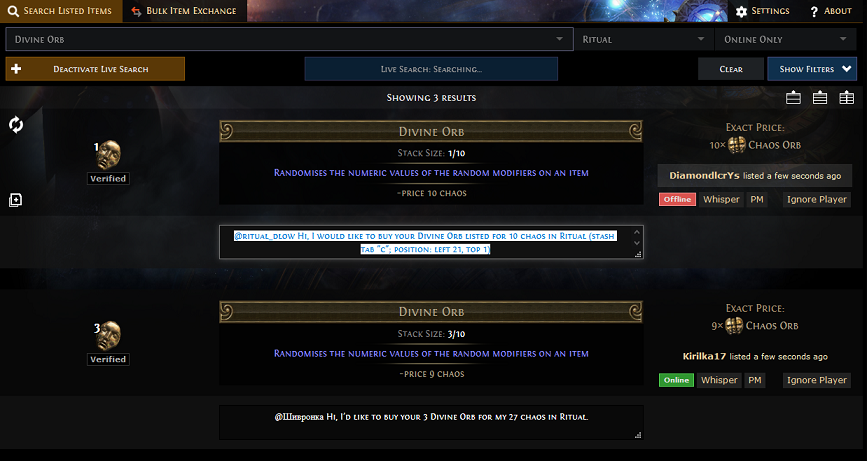 Search Listed Items Bulk Item Exchange Settings ? About
Divine Orb Ritual Online Only
Deactivate Live Search Live Search: Searching... Clear Show Filters
Showing 3 results
Divine Orb
1
Verified
Stack Size: 1/10
Randomises the numeric values of the random modifiers on an item
~price 10 chaos
Exact Price:
10× Chaos Orb
DiamondlcrYs listed a few seconds ago
Offline Whisper PM Ignore Player
@ritual_dlow Hi, I would like to buy your Divine Orb listed for 10 chaos in Ritual (stash
tab "c"; position: left 21, top 1)
Divine Orb
3
Verified
Stack Size: 3/10
Randomises the numeric values of the random modifiers on an item
~price 9 chaos
Exact Price:
9× Chaos Orb
Kirilka17 listed a few seconds ago
Online Whisper PM Ignore Player
@Шивронка Hi, I'd like to buy your 3 Divine Orb for my 27 chaos in Ritual.